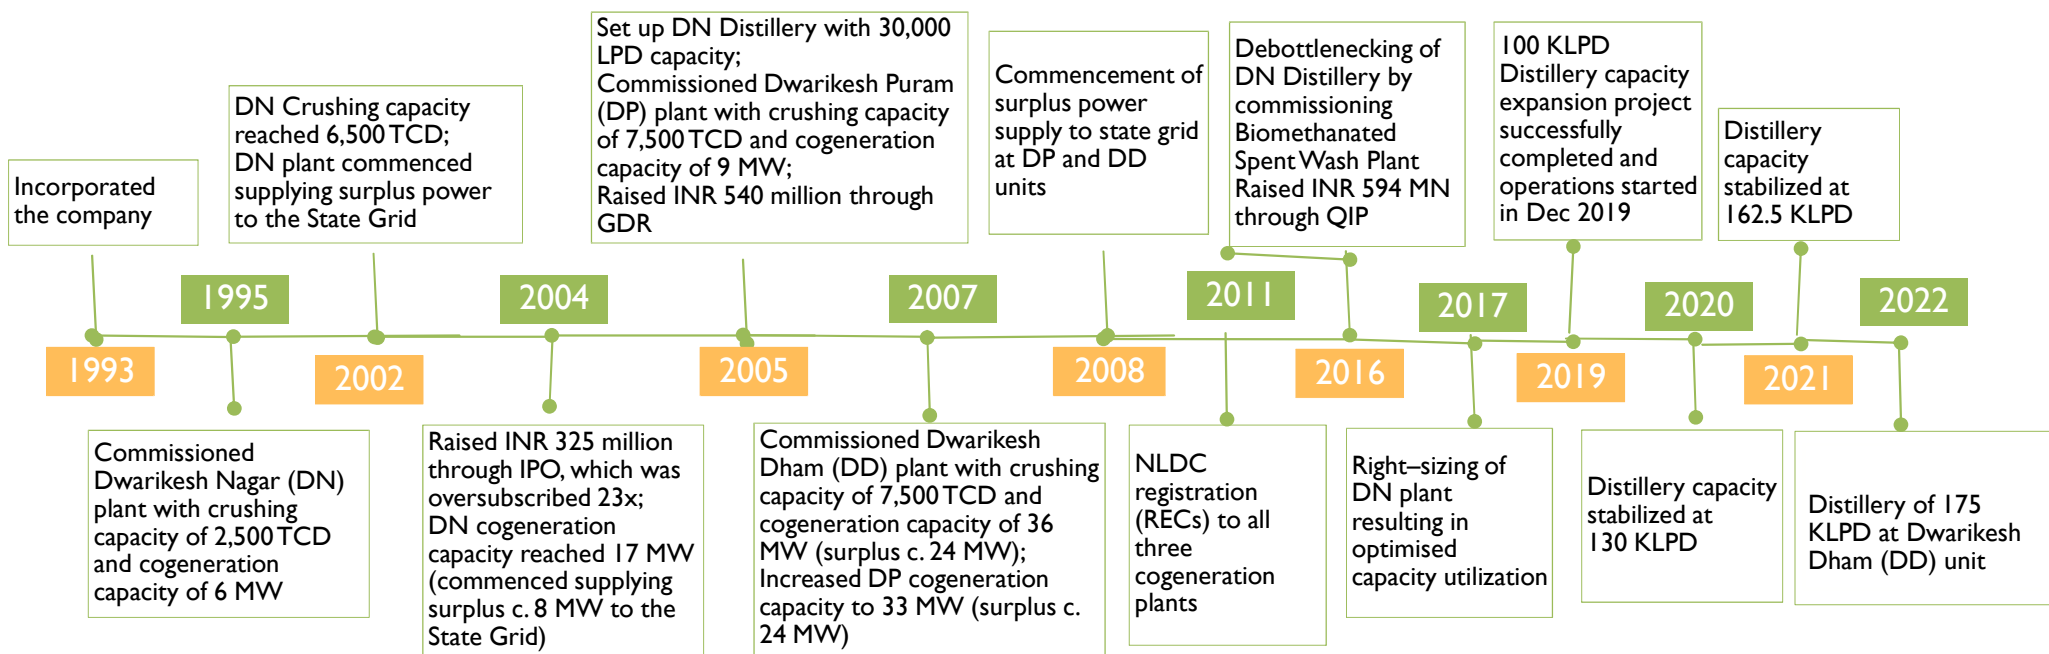 Incorporated
the company
1993
1995
Commissioned
Dwarikesh Nagar (DN)
plant with crushing
capacity of 2,500 TCD
and cogeneration
capacity of 6 MW
DN Crushing capacity
reached 6,500 TCD;
DN plant commenced
supplying surplus power
to the State Grid
2002
2004
Raised INR 325 million
through IPO, which was
oversubscribed 23x;
DN cogeneration
capacity reached 17 MW
(commenced supplying
surplus c. 8 MW to the
State Grid)
Set up DN Distillery with 30,000
LPD capacity;
Commissioned Dwarikesh Puram
(DP) plant with crushing capacity
of 7,500 TCD and cogeneration
capacity of 9 MW;
Raised INR 540 million through
GDR
2005
2007
Commissioned Dwarikesh
Dham (DD) plant with crushing
capacity of 7,500 TCD and
cogeneration capacity of 36
MW (surplus c. 24 MW);
Increased DP cogeneration
capacity to 33 MW (surplus c.
24 MW)
Commencement of
surplus power
supply to state grid
at DP and DD
units
2008
2011
NLDC
registration
(RECs) to all
three
cogeneration
plants
Debottlenecking of
DN Distillery by
commissioning
Biomethanated
Spent Wash Plant
Raised INR 594 MN
through QIP
2016
2017
Right–sizing of
DN plant
resulting in
optimised
capacity utilization
100 KLPD
Distillery capacity
expansion project
successfully
completed and
operations started
in Dec 2019
2019
2020
Distillery capacity
stabilized at
130 KLPD
Distillery
capacity
stabilized at
162.5 KLPD
2021
2022
Distillery of 175
KLPD at Dwarikesh
Dham (DD) unit